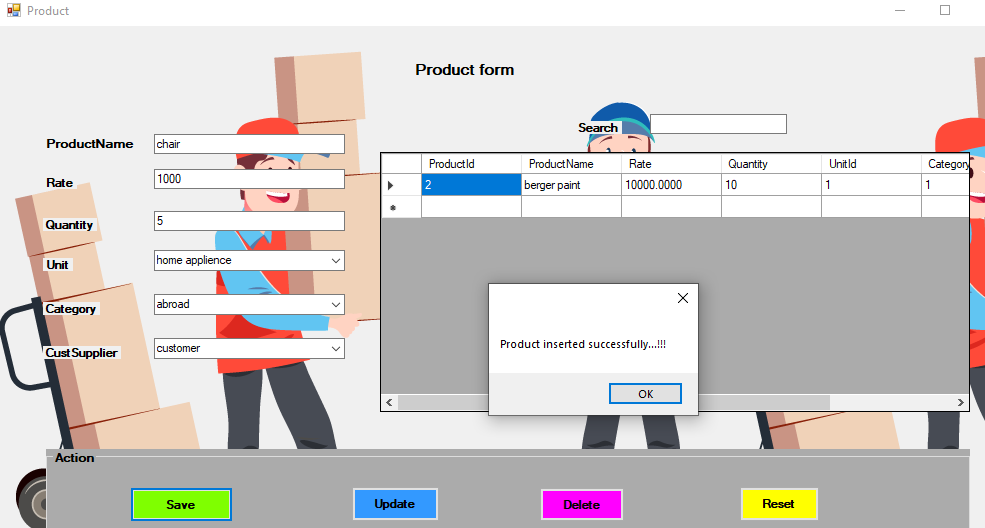 Product
Product form
Search
ProductName chair
Rate 1000
Quantity 5
Unit home applience
Category abroad
CustSupplier customer
ProductId ProductName Rate Quantity UnitId Category
2 berger paint 10000.0000 10 1 1
Product inserted successfully...!!!
OK
Action
Save Update Delete Reset